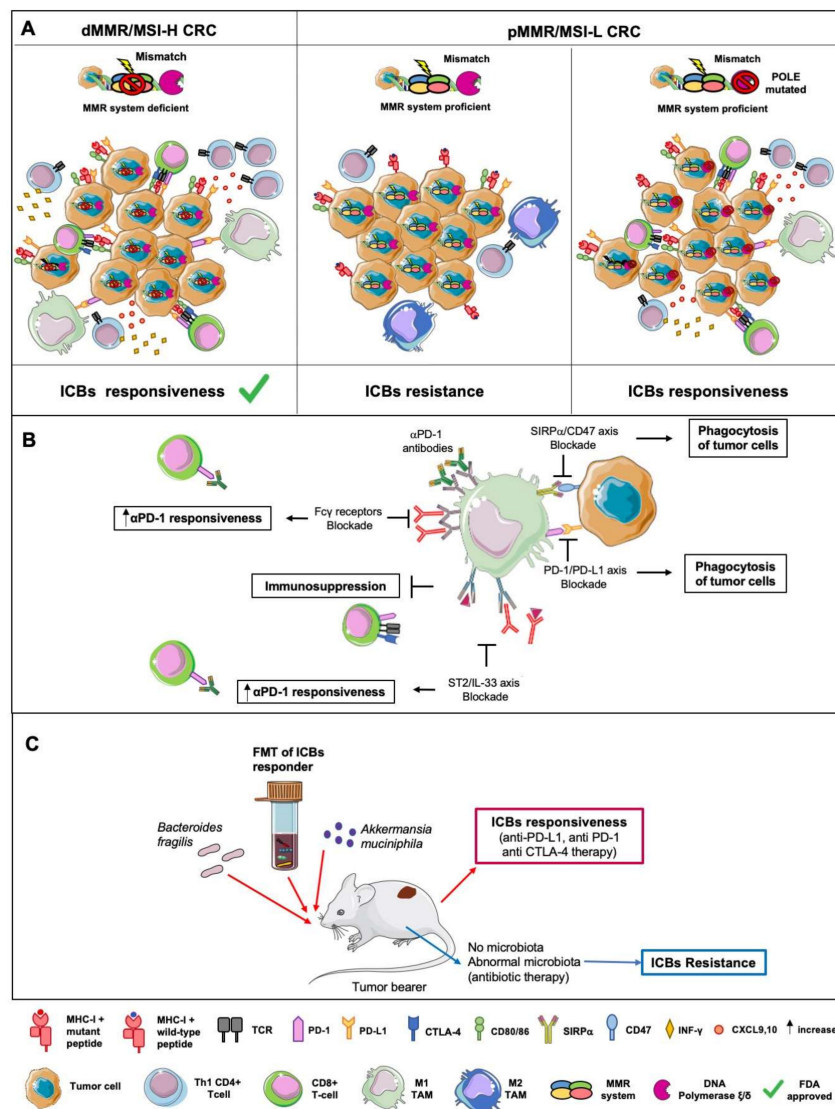 A
dMMR/MSI-H CRC
pMMR/MSI-L CRC
Mismatch
MMR system deficient
Mismatch
MMR system proficient
Mismatch
POLE
mutated
MMR system proficient
ICBs responsiveness
ICBs resistance
ICBs responsiveness
B
αPD-1
antibodies
SIRPα/CD47 axis
Blockade
Phagocytosis
of tumor cells
↑αPD-1 responsiveness
Fcγ receptors
Blockade
PD-1/PD-L1 axis
Blockade
Phagocytosis
of tumor cells
Immunosuppression
↑αPD-1 responsiveness
ST2/IL-33 axis
Blockade
C
FMT of ICBs
responder
Bacteroides
fragilis
Akkermansia
muciniphila
ICBs responsiveness
(anti-PD-L1, anti PD-1
anti CTLA-4 therapy)
No microbiota
Abnormal microbiota
(antibiotic therapy)
ICBs Resistance
Tumor bearer
MHC-I +
mutant
peptide
MHC-I +
wild-type
peptide
TCR
PD-1
PD-L1
CTLA-4
CD80/86
SIRPα
CD47
INF-γ
CXCL9,10
increase
Tumor cell
Th1 CD4+
Tcell
CD8+
T-cell
M1
TAM
M2
TAM
MMR
system
DNA
Polymerase ξ/δ
FDA
approved